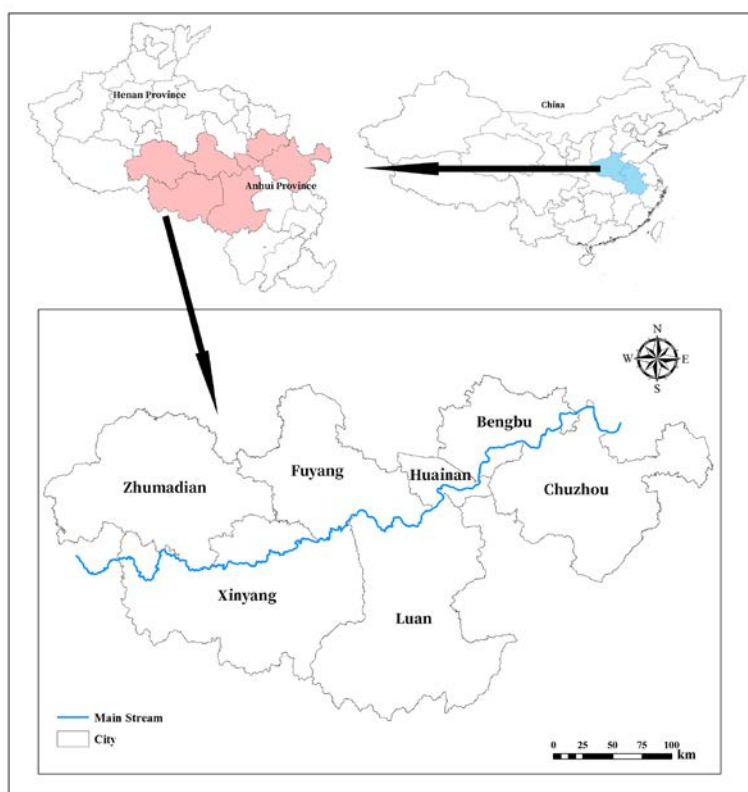 Henan Province
China
Anhui Province
N
W E
S
Bengbu
Fuyang
Huainan
Zhumadian
Chuzhou
Xinyang
Luan
Main Stream
City
0 25 50 75 100
km